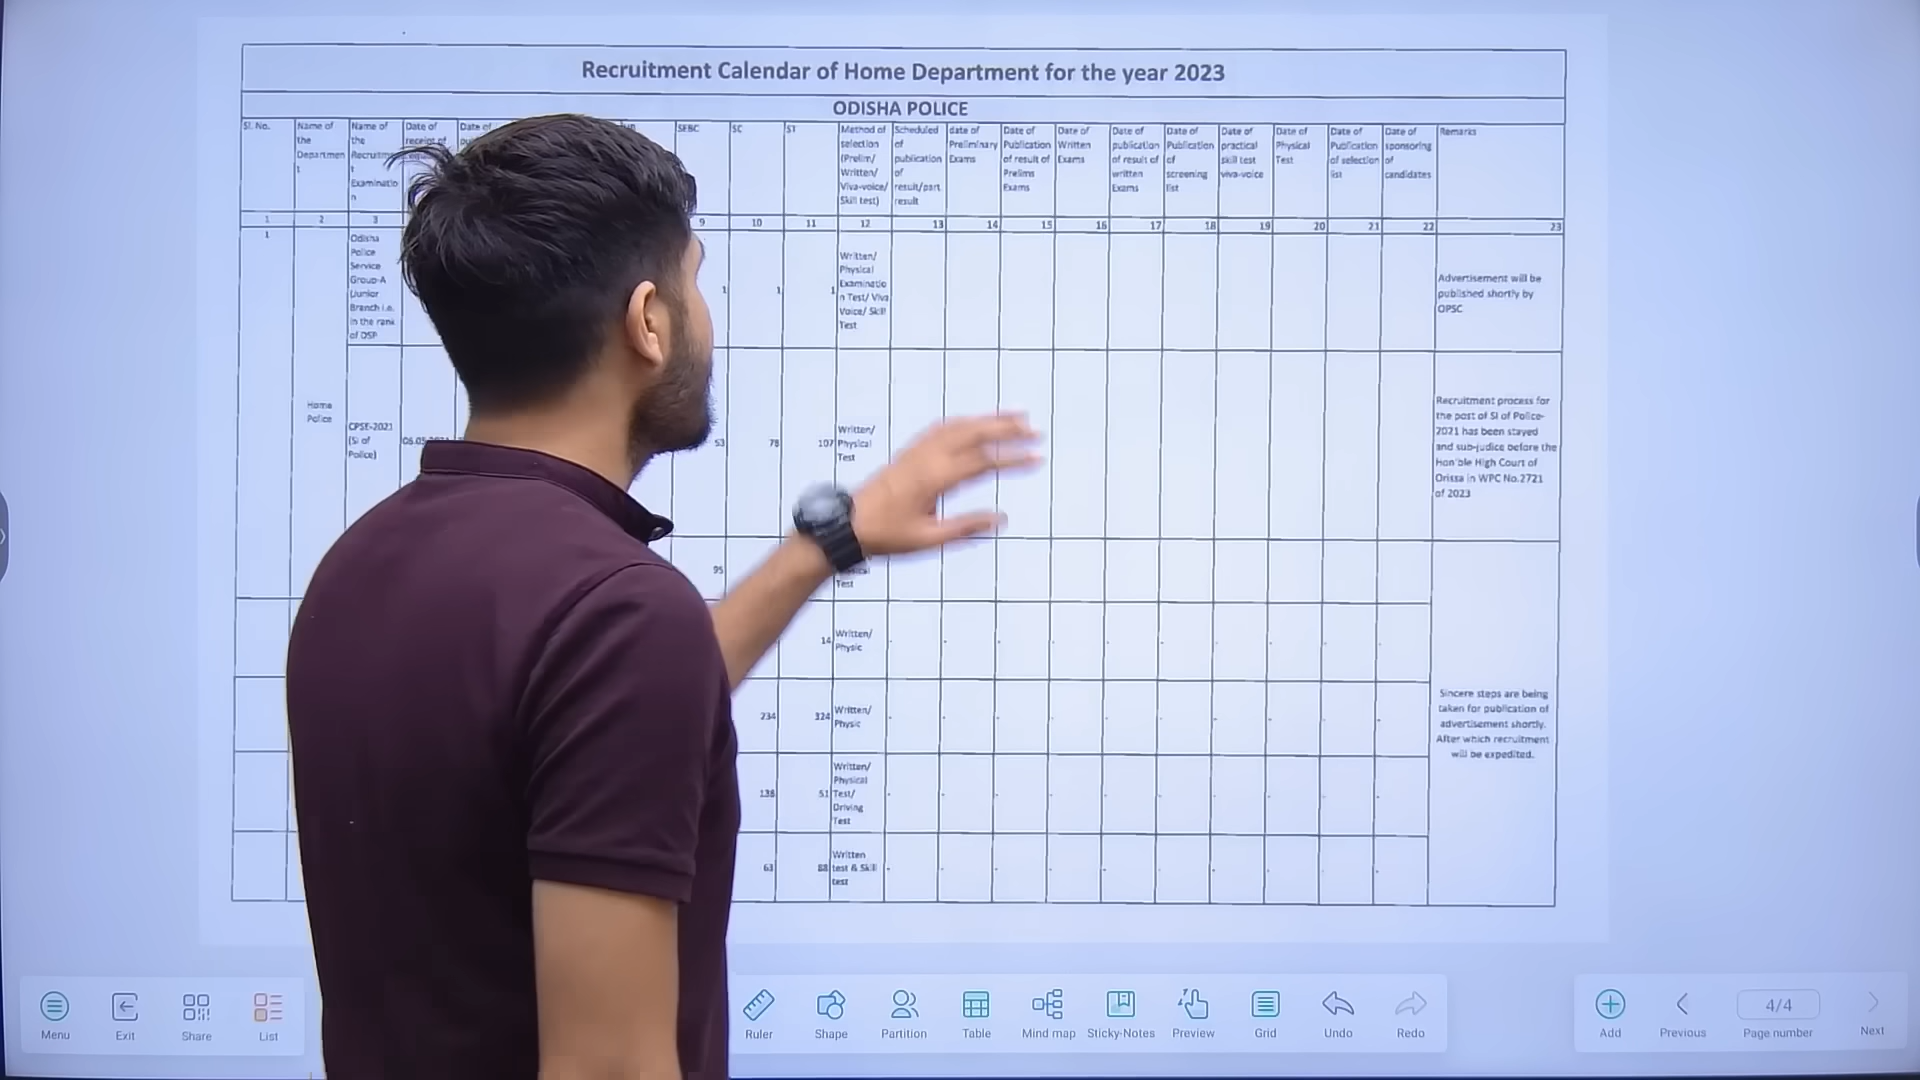 Recruitment Calendar of Home Department for the year 2023
ODISHA POLICE
Sl. No.
Name of
the
Departmen
t
Name of
the
Recruitme
t
Examinatio
n
Date of
receipt of
Date of
SEBC
SC
ST
Method of
selection
(Prelim/
Written/
Viva-voice/
Skill test)
Scheduled
of
publication
of
result/part
result
date of
Preliminary
Exams
Date of
Publication
of result of
Prelims
Exams
Date of
Written
Exams
Date of
publication
of result of
written
Exams
Date of
Publication
of
screening
list
Date of
practical
skill test
viva-voice
Date of
Physical
Test
Date of
Publication
of selection
list
Date of
sponsoring
of
candidates
Remarks
1 2 3 9 10 11 12 13 14 15 16 17 18 19 20 21 22 23
1
Home
Police
Odisha
Police
Service
Group-A
(Junior
Branch i.e.
in the rank
of DSP
1 1 1
Written/
Physical
Examinatio
n Test/ Viva
Voice/ Skill
Test
Advertisement will be
published shortly by
OPSC
CPSE-2021
(SI of
Police)
53 78 107
Written/
Physical
Test
Recruitment process for
the post of SI of Police-
2021 has been stayed
and sub-judice before the
Hon'ble High Court of
Orissa in WPC No.2721
of 2023
95
Test
14
Written/
Physic
234 324
Written/
Physic
138 51
Written/
Physical
Test/
Driving
Test
63 88
Written
test & Skill
test
Sincere steps are being
taken for publication of
advertisement shortly.
After which recruitment
will be expedited.
Menu
Exit
Share
List
Ruler
Shape
Partition
Table
Mind map
Sticky-Notes
Preview
Grid
Undo
Redo
Add
Previous
4/4
Page number
Next